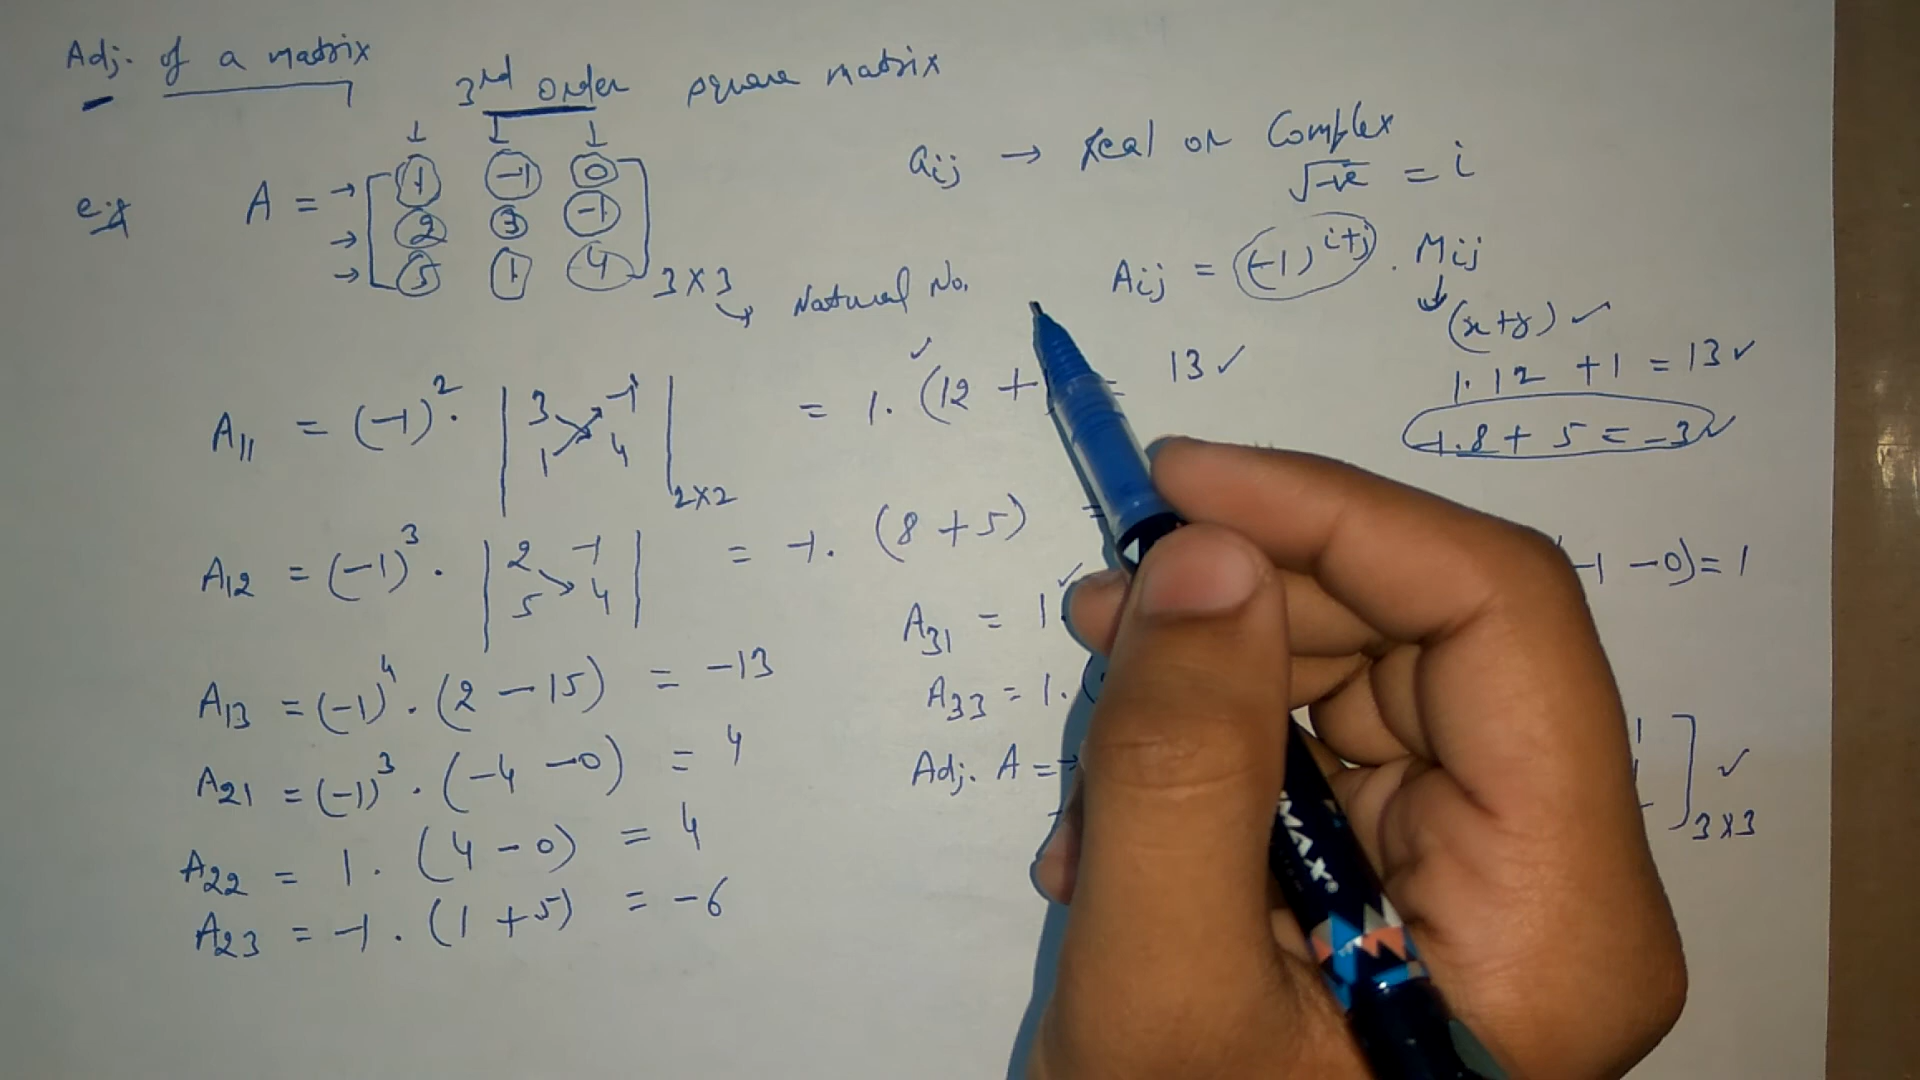 Adj. of a matrix
3rd order square matrix
aij → real or Complex
√-ve = i
e.g A = [1 -1 0
2 3 -1
5 1 4] 3×3
Natural No.
Aij = (-1)^(i+j) . Mij
(x+y) ✓
1.12 + 1 = 13 ✓
-1.8 + 5 = -3 ✓
A11 = (-1)^2 . |3 -1
1 4| 2×2 = 1. (12 + = 13 ✓
A12 = (-1)^3 . |2 -1
5 4| = -1. (8 + 5) =
A13 = (-1)^4 . (2 - 15) = -13
A21 = (-1)^3 . (-4 - 0) = 4
A22 = 1 . (4 - 0) = 4
A23 = -1 . (1 + 5) = -6
A31 = 1
-1 - 0) = 1
A33 = 1. (
Adj. A =
] 3×3 ✓
MAX